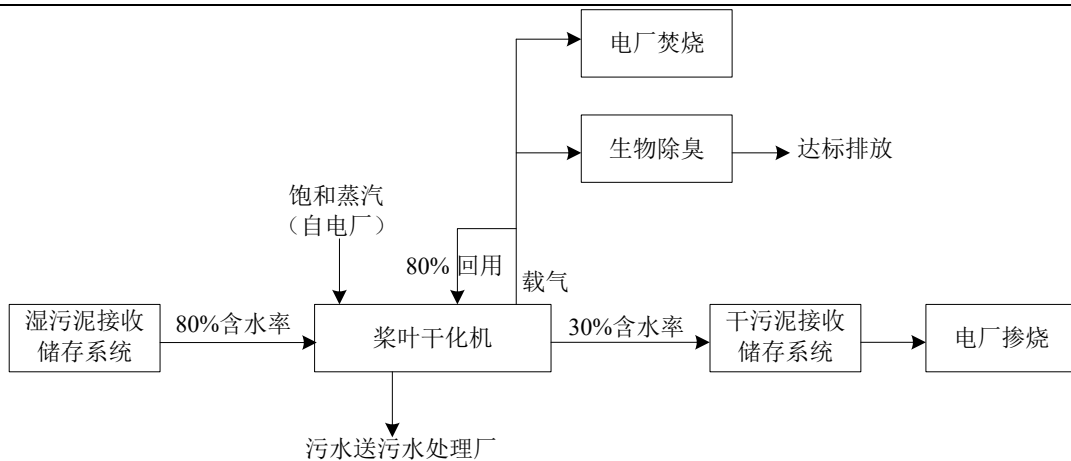 电厂焚烧
生物除臭
达标排放
饱和蒸汽
（自电厂）
80% 回用
载气
湿污泥接收
储存系统
80%含水率
桨叶干化机
30%含水率
干污泥接收
储存系统
电厂掺烧
污水送污水处理厂